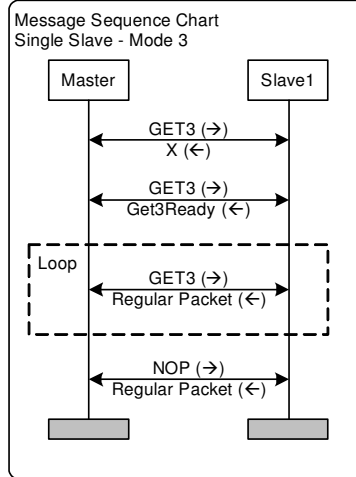 Message Sequence Chart
Single Slave - Mode 3
Master
Slave1
GET3 (→)
X (←)
GET3 (→)
Get3Ready (←)
Loop
GET3 (→)
Regular Packet (←)
NOP (→)
Regular Packet (←)